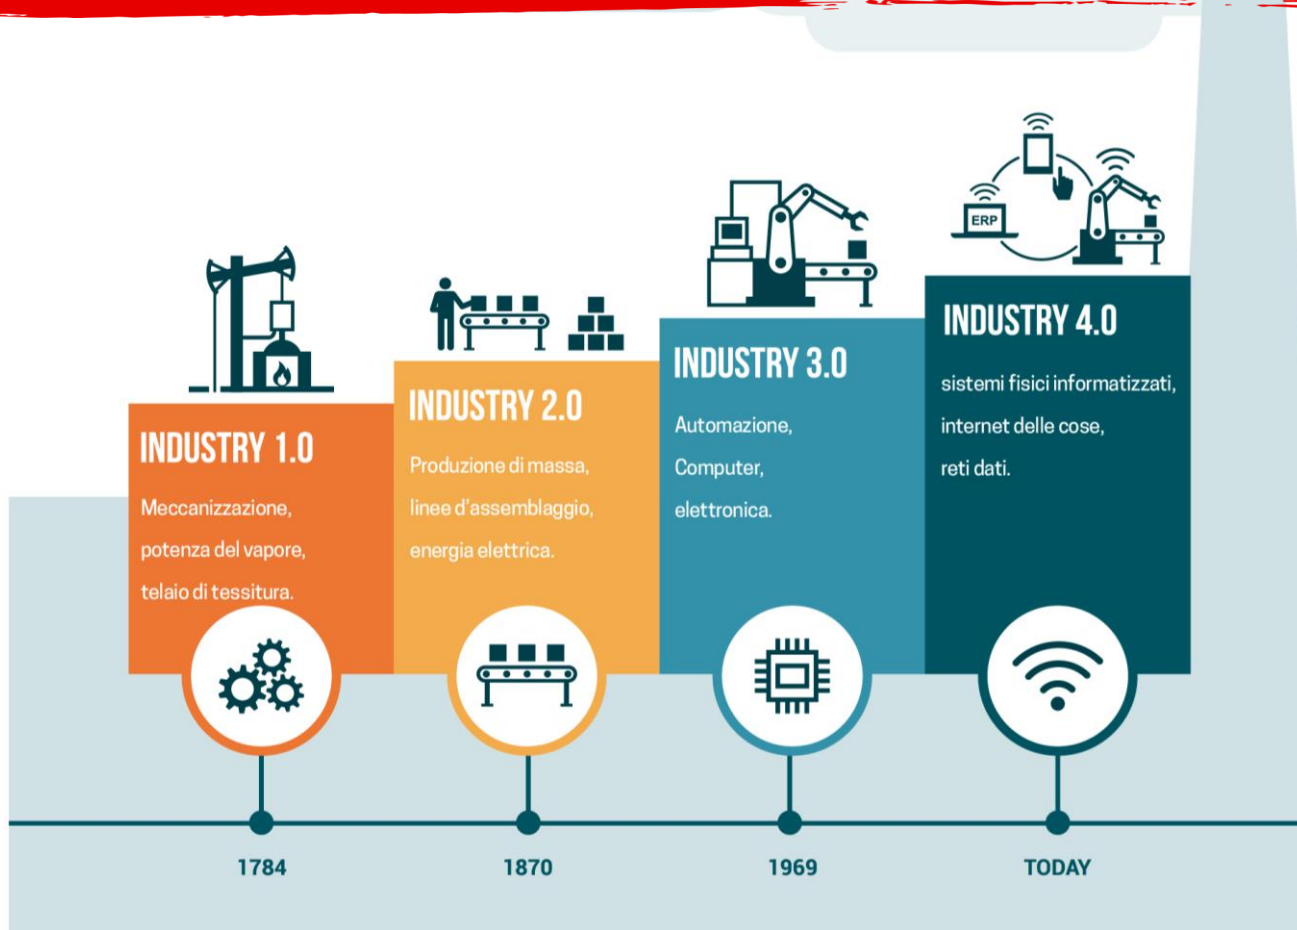 ERP
INDUSTRY 1.0
Meccanizzazione,
potenza del vapore,
telaio di tessitura.
INDUSTRY 2.0
Produzione di massa,
linee d'assemblaggio,
energia elettrica.
INDUSTRY 3.0
Automazione,
Computer,
elettronica.
INDUSTRY 4.0
sistemi fisici informatizzati,
internet delle cose,
reti dati.
1784
1870
1969
TODAY